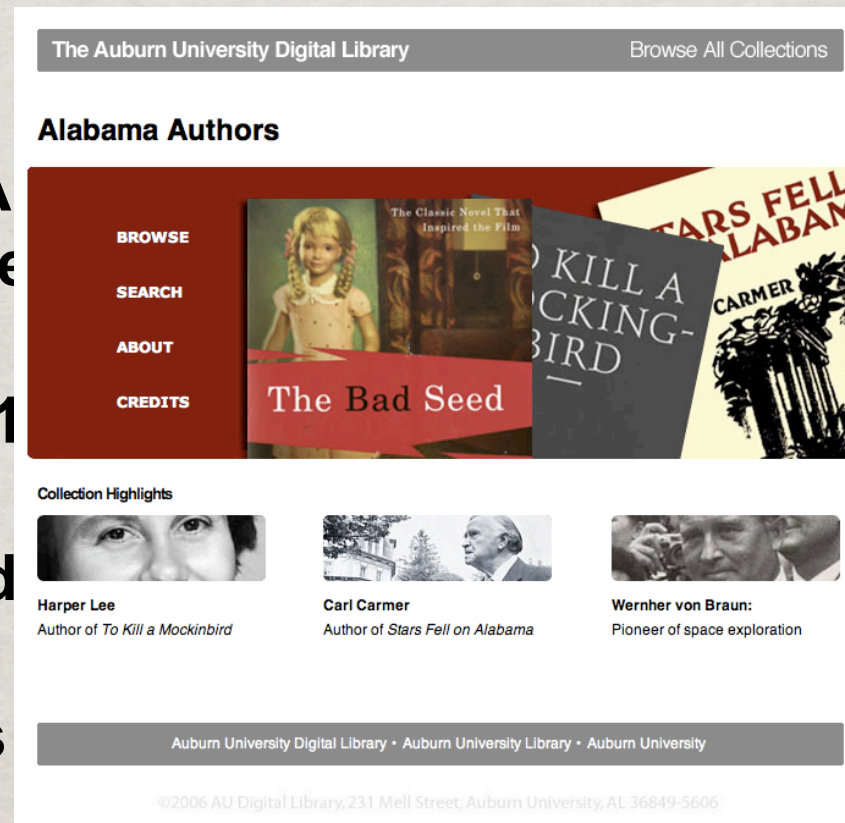 The Auburn University Digital Library Browse All Collections
Alabama Authors
BROWSE
SEARCH
ABOUT
CREDITS
The Classic Novel That
Inspired the Film
The Bad Seed
KILL A
CKING-
BIRD
STARS FELL
ALABAM
CARMER
Collection Highlights
Harper Lee
Author of To Kill a Mockinbird
Carl Carmer
Author of Stars Fell on Alabama
Wernher von Braun:
Pioneer of space exploration
Auburn University Digital Library • Auburn University Library • Auburn University
©2006 AU Digital Library, 231 Mell Street, Auburn University, AL 36849-5606